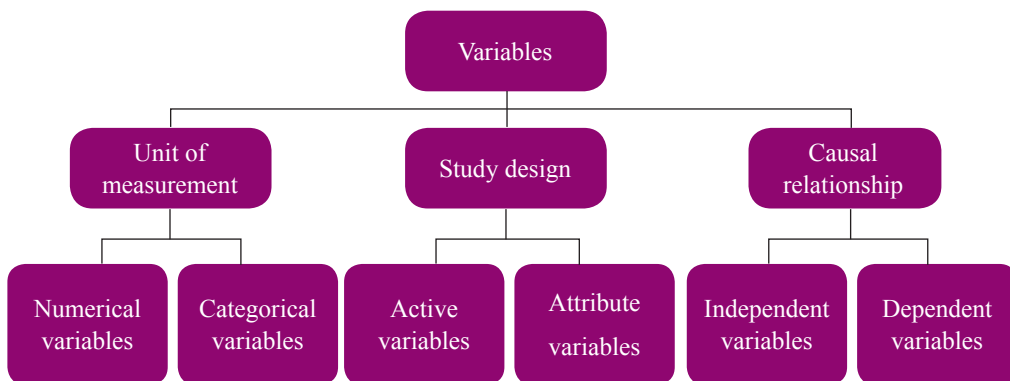 Variables
Unit of
measurement
Study design
Causal
relationship
Numerical
variables
Categorical
variables
Active
variables
Attribute
variables
Independent
variables
Dependent
variables